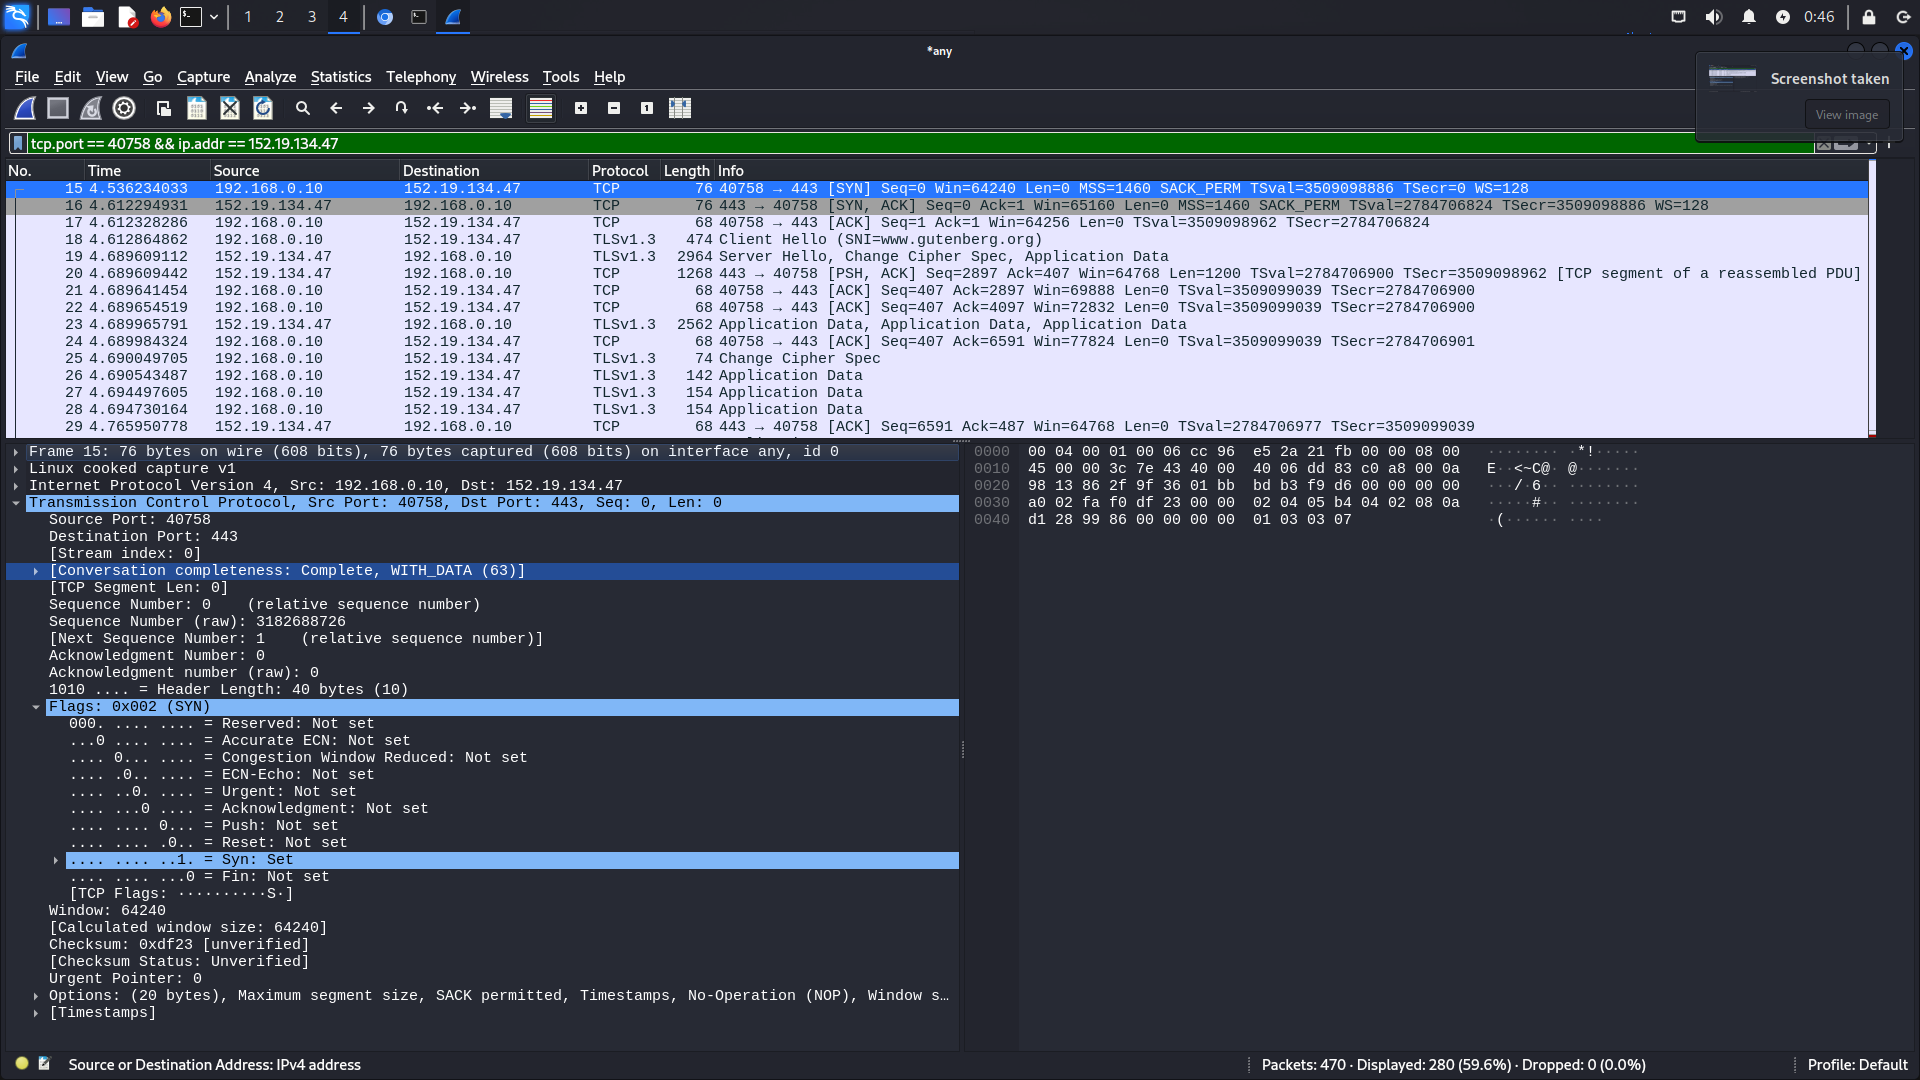 1 2 3 4 0:46
*any
File Edit View Go Capture Analyze Statistics Telephony Wireless Tools Help
Screenshot taken
View image
tcp.port == 40758 && ip.addr == 152.19.134.47
No. Time Source Destination Protocol Length Info
15 4.536234033 192.168.0.10 152.19.134.47 TCP 76 40758 → 443 [SYN] Seq=0 Win=64240 Len=0 MSS=1460 SACK_PERM TSval=3509098886 TSecr=0 WS=128
16 4.612294931 152.19.134.47 192.168.0.10 TCP 76 443 → 40758 [SYN, ACK] Seq=0 Ack=1 Win=65160 Len=0 MSS=1460 SACK_PERM TSval=2784706824 TSecr=3509098886 WS=128
17 4.612328286 192.168.0.10 152.19.134.47 TCP 68 40758 → 443 [ACK] Seq=1 Ack=1 Win=64256 Len=0 TSval=3509098962 TSecr=2784706824
18 4.612864862 192.168.0.10 152.19.134.47 TLSv1.3 474 Client Hello (SNI=www.gutenberg.org)
19 4.689609112 152.19.134.47 192.168.0.10 TLSv1.3 2964 Server Hello, Change Cipher Spec, Application Data
20 4.689609442 152.19.134.47 192.168.0.10 TCP 1268 443 → 40758 [PSH, ACK] Seq=2897 Ack=407 Win=64768 Len=1200 TSval=2784706900 TSecr=3509098962 [TCP segment of a reassembled PDU]
21 4.689641454 192.168.0.10 152.19.134.47 TCP 68 40758 → 443 [ACK] Seq=407 Ack=2897 Win=69888 Len=0 TSval=3509099039 TSecr=2784706900
22 4.689654519 192.168.0.10 152.19.134.47 TCP 68 40758 → 443 [ACK] Seq=407 Ack=4097 Win=72832 Len=0 TSval=3509099039 TSecr=2784706900
23 4.689965791 152.19.134.47 192.168.0.10 TLSv1.3 2562 Application Data, Application Data, Application Data
24 4.689984324 192.168.0.10 152.19.134.47 TCP 68 40758 → 443 [ACK] Seq=407 Ack=6591 Win=77824 Len=0 TSval=3509099039 TSecr=2784706901
25 4.690049705 192.168.0.10 152.19.134.47 TLSv1.3 74 Change Cipher Spec
26 4.690543487 192.168.0.10 152.19.134.47 TLSv1.3 142 Application Data
27 4.694497605 192.168.0.10 152.19.134.47 TLSv1.3 154 Application Data
28 4.694730164 192.168.0.10 152.19.134.47 TLSv1.3 154 Application Data
29 4.765950778 152.19.134.47 192.168.0.10 TCP 68 443 → 40758 [ACK] Seq=6591 Ack=487 Win=64768 Len=0 TSval=2784706977 TSecr=3509099039
Frame 15: 76 bytes on wire (608 bits), 76 bytes captured (608 bits) on interface any, id 0
Linux cooked capture v1
Internet Protocol Version 4, Src: 192.168.0.10, Dst: 152.19.134.47
Transmission Control Protocol, Src Port: 40758, Dst Port: 443, Seq: 0, Len: 0
Source Port: 40758
Destination Port: 443
[Stream index: 0]
[Conversation completeness: Complete, WITH_DATA (63)]
[TCP Segment Len: 0]
Sequence Number: 0    (relative sequence number)
Sequence Number (raw): 3182688726
[Next Sequence Number: 1    (relative sequence number)]
Acknowledgment Number: 0
Acknowledgment number (raw): 0
1010 .... = Header Length: 40 bytes (10)
Flags: 0x002 (SYN)
000. .... .... = Reserved: Not set
...0 .... .... = Accurate ECN: Not set
.... 0... .... = Congestion Window Reduced: Not set
.... .0.. .... = ECN-Echo: Not set
.... ..0. .... = Urgent: Not set
.... ...0 .... = Acknowledgment: Not set
.... .... 0... = Push: Not set
.... .... .0.. = Reset: Not set
.... .... ..1. = Syn: Set
.... .... ...0 = Fin: Not set
[TCP Flags: ··········S·]
Window: 64240
[Calculated window size: 64240]
Checksum: 0xdf23 [unverified]
[Checksum Status: Unverified]
Urgent Pointer: 0
Options: (20 bytes), Maximum segment size, SACK permitted, Timestamps, No-Operation (NOP), Window s…
[Timestamps]
0000 00 04 00 01 00 06 cc 96 e5 2a 21 fb 00 00 08 00 ········ ·*!·····
0010 45 00 00 3c 7e 43 40 00 40 06 dd 83 c0 a8 00 0a E··<~C@· @·······
0020 98 13 86 2f 9f 36 01 bb bd b3 f9 d6 00 00 00 00 ···/·6·· ········
0030 a0 02 fa f0 df 23 00 00 02 04 05 b4 04 02 08 0a ·····#·· ········
0040 d1 28 99 86 00 00 00 00 01 03 03 07 ·(······ ····
Source or Destination Address: IPv4 address
Packets: 470 · Displayed: 280 (59.6%) · Dropped: 0 (0.0%)
Profile: Default